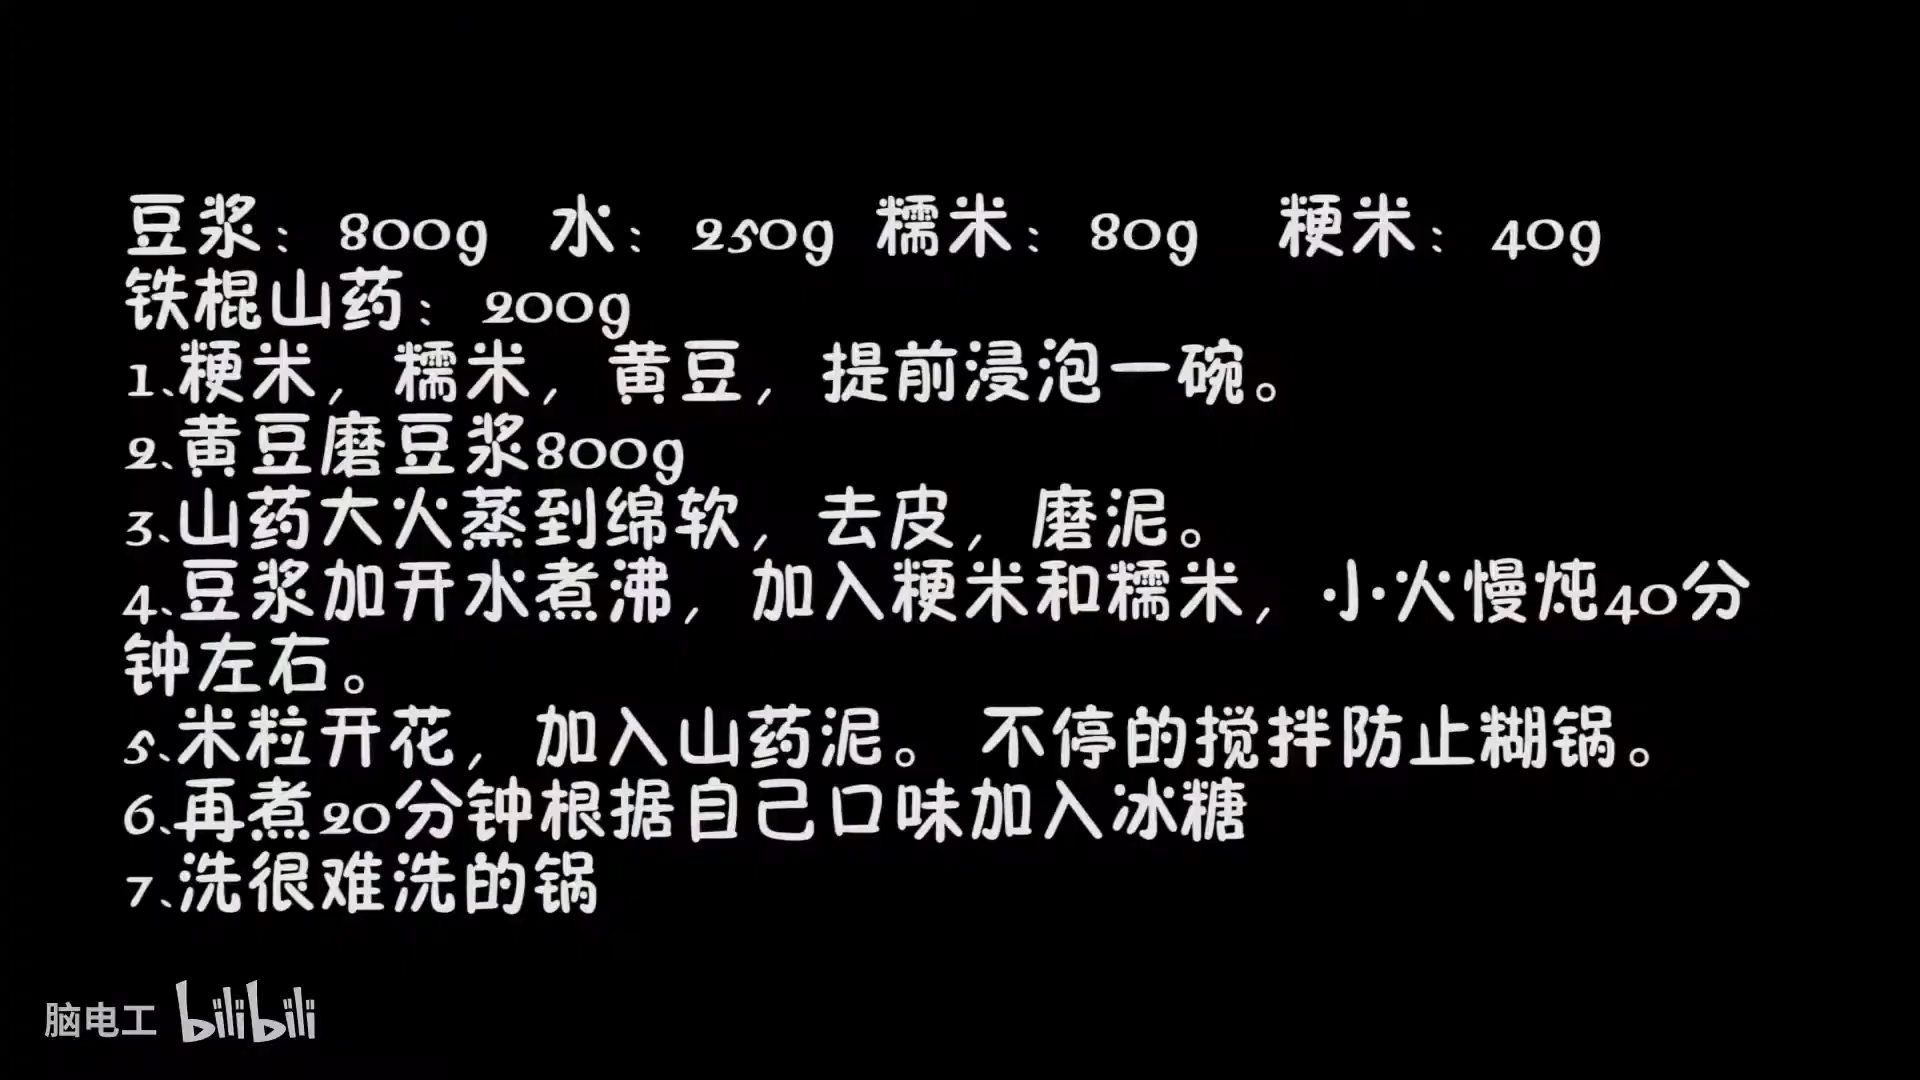 豆浆：800g 水：250g 糯米：80g 粳米：40g
铁棍山药：200g
1、粳米，糯米，黄豆，提前浸泡一碗。
2、黄豆磨豆浆800g
3、山药大火蒸到绵软，去皮，磨泥。
4、豆浆加开水煮沸，加入粳米和糯米，小火慢炖40分
钟左右。
5、米粒开花，加入山药泥。 不停的搅拌防止糊锅。
6、再煮20分钟根据自己口味加入冰糖
7、洗很难洗的锅
脑电工 bilibili